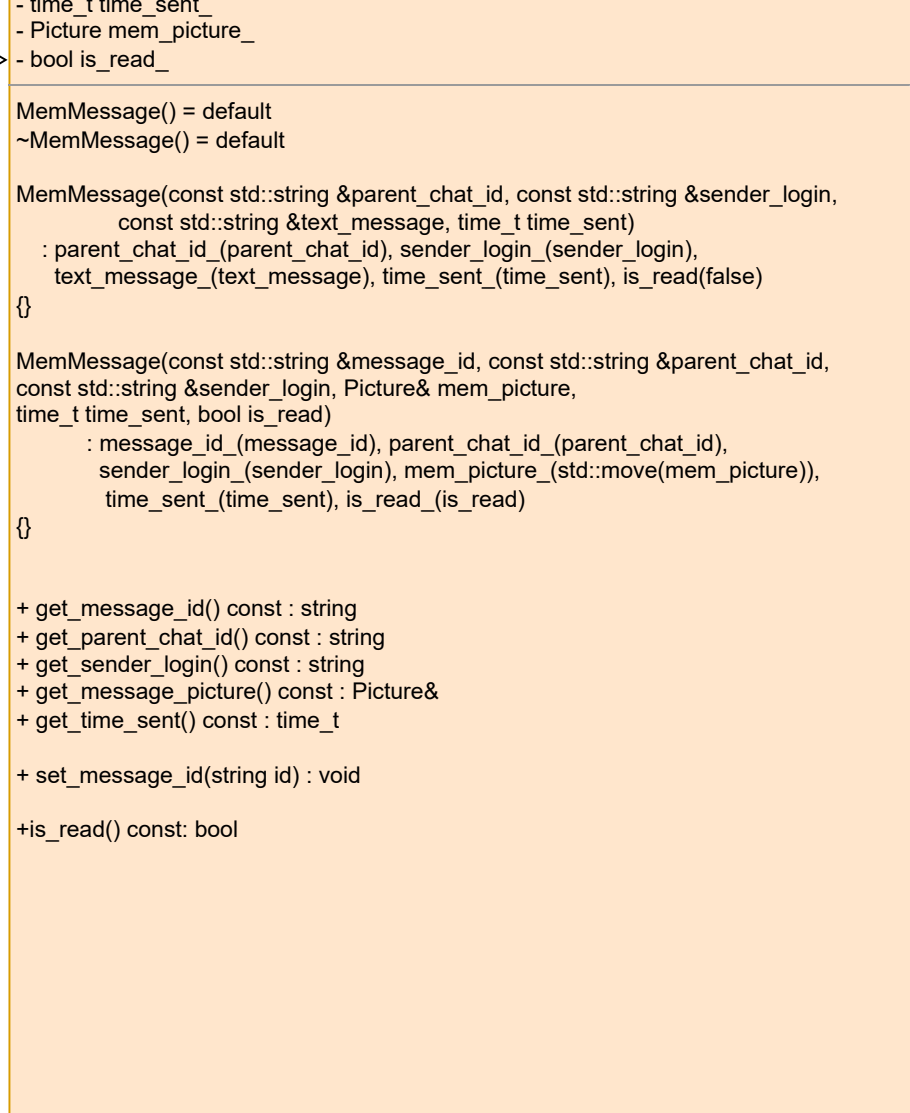 - time_t time_sent_
- Picture mem_picture_
- bool is_read_
MemMessage() = default
~MemMessage() = default
MemMessage(const std::string &parent_chat_id, const std::string &sender_login,
const std::string &text_message, time_t time_sent)
: parent_chat_id_(parent_chat_id), sender_login_(sender_login),
text_message_(text_message), time_sent_(time_sent), is_read(false)
{}
MemMessage(const std::string &message_id, const std::string &parent_chat_id,
const std::string &sender_login, Picture& mem_picture,
time_t time_sent, bool is_read)
: message_id_(message_id), parent_chat_id_(parent_chat_id),
sender_login_(sender_login), mem_picture_(std::move(mem_picture)),
time_sent_(time_sent), is_read_(is_read)
{}
+ get_message_id() const : string
+ get_parent_chat_id() const : string
+ get_sender_login() const : string
+ get_message_picture() const : Picture&
+ get_time_sent() const : time_t
+ set_message_id(string id) : void
+is_read() const: bool